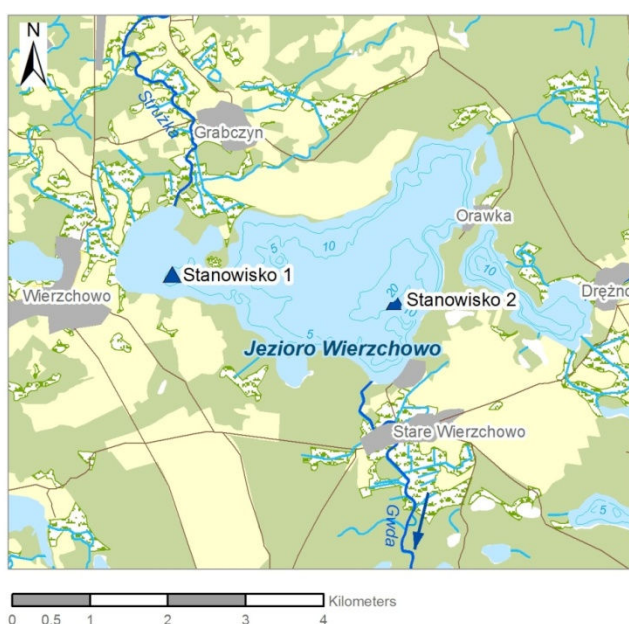 N
Strużka
Grabczyn
5
10
Orawka
10
Stanowisko 1
Wierzchowo
Stanowisko 2
Drężno
5
Jezioro Wierzchowo
Stare Wierzchowo
Gwda
5
Kilometers
0 0.5 1 2 3 4